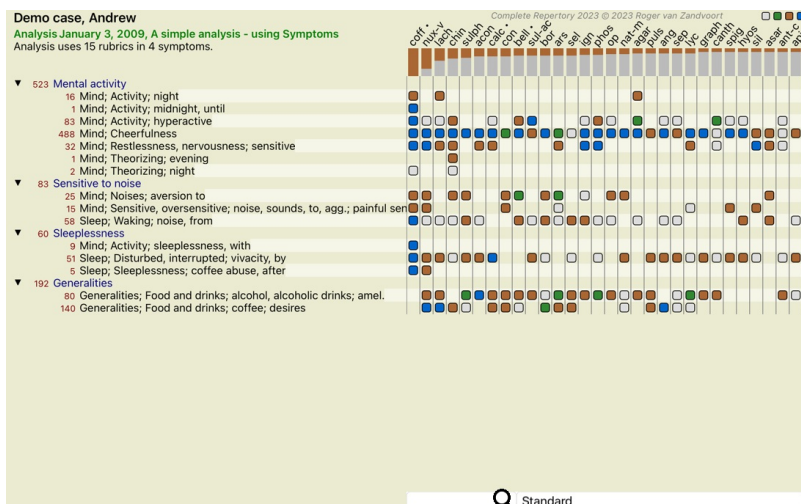 Demo case, Andrew
Complete Repertory 2023 © 2023 Roger van Zandvoort
Analysis January 3, 2009, A simple analysis - using Symptoms
Analysis uses 15 rubrics in 4 symptoms.
coff • nux-v lach chin sulph acon calc • bell • bor ars sel ign phos op nat-m agar puls ang sep lyc graph canth spig hyos sil asar ant-c
▼ 523 Mental activity
16 Mind; Activity; night
1 Mind; Activity; midnight, until
83 Mind; Activity; hyperactive
488 Mind; Cheerfulness
32 Mind; Restlessness, nervousness; sensitive
1 Mind; Theorizing; evening
2 Mind; Theorizing; night
▼ 83 Sensitive to noise
25 Mind; Noises; aversion to
15 Mind; Sensitive, oversensitive; noise, sounds, to, agg.; painful sen
58 Sleep; Waking; noise, from
▼ 60 Sleeplessness
9 Mind; Activity; sleeplessness, with
51 Sleep; Disturbed, interrupted; vivacity, by
5 Sleep; Sleeplessness; coffee abuse, after
▼ 192 Generalities
80 Generalities; Food and drinks; alcohol, alcoholic drinks; amel.
140 Generalities; Food and drinks; coffee; desires
Standard